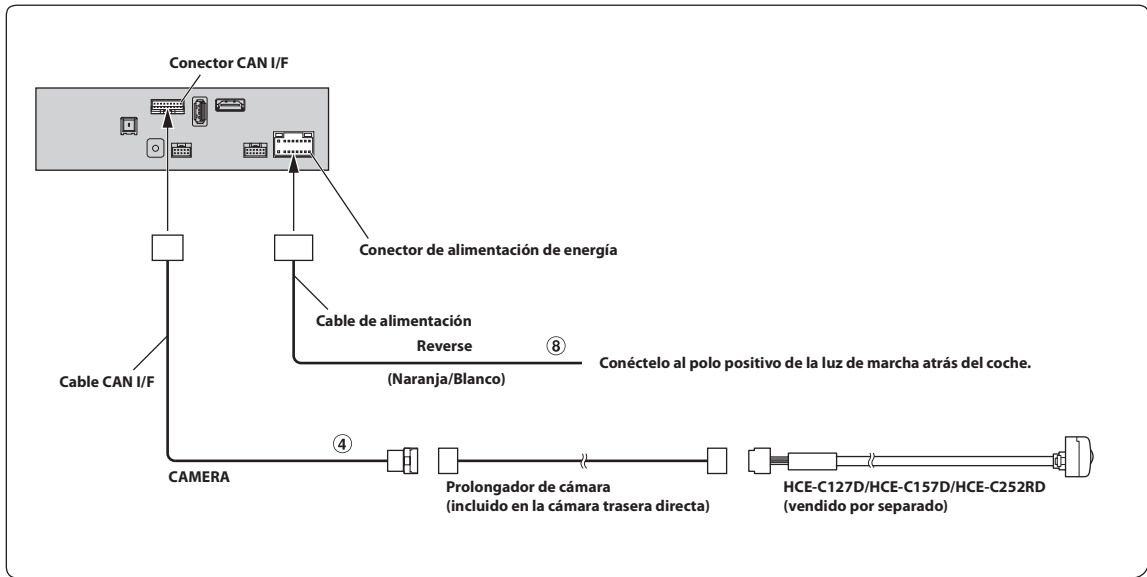 Conector CAN I/F
Conector de alimentación de energía
Cable de alimentación
Reverse
⑧
Conéctelo al polo positivo de la luz de marcha atrás del coche.
(Naranja/Blanco)
Cable CAN I/F
④
CAMERA
Prolongador de cámara
(incluido en la cámara trasera directa)
HCE-C127D/HCE-C157D/HCE-C252RD
(vendido por separado)